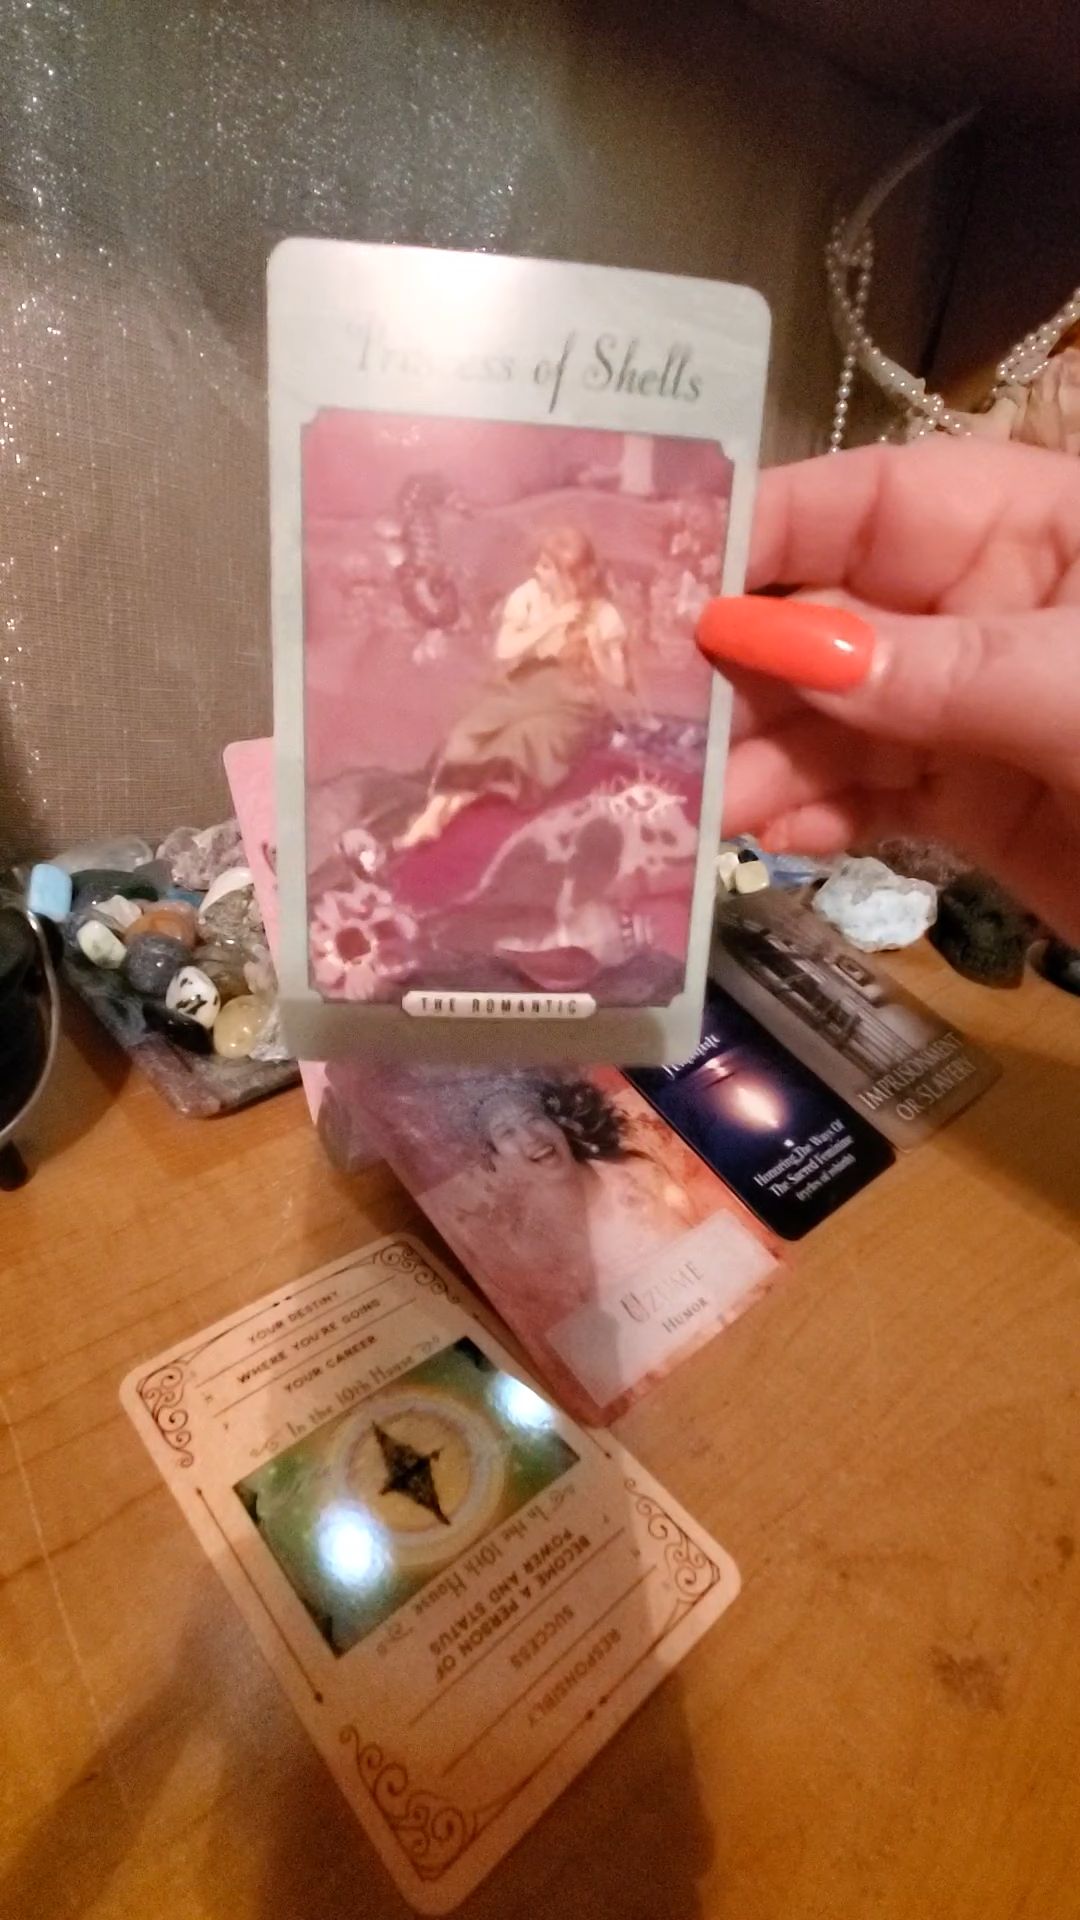 Princess of Shells
THE ROMANTIC
IMPRISONMENT
OR SLAVERY
Honoring The Ways Of
The Sacred Feminine
UZUME
HUMOR
YOUR DESTINY
WHERE YOU'RE GOING
YOUR CAREER
In the 10th House
In the 10th House
BECOME A PERSON OF
POWER AND STATUS
SUCCESS
RESPONSIBLY